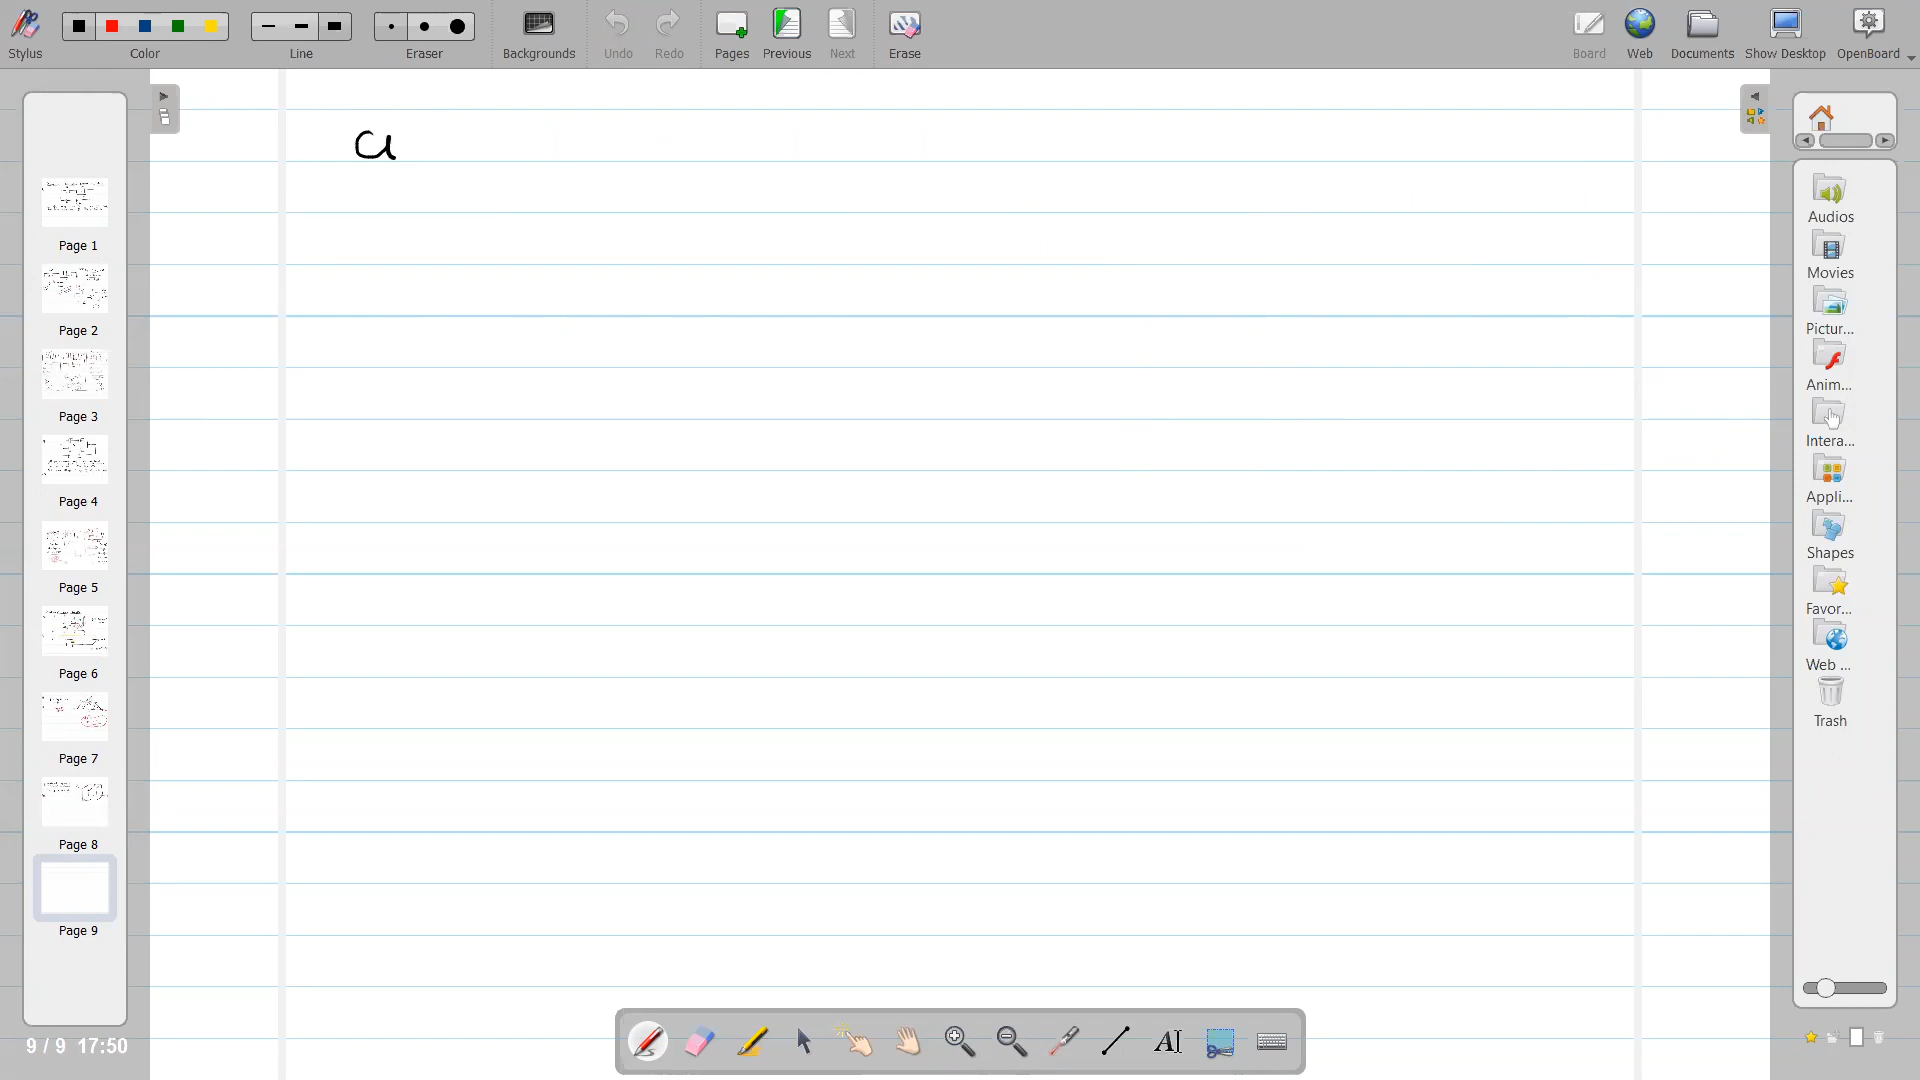 Stylus Color Line Eraser Backgrounds Undo Redo Pages Previous Next Erase Board Web Documents Show Desktop OpenBoard
a
Page 1
Page 2
Page 3
Page 4
Page 5
Page 6
Page 7
Page 8
Page 9
9 / 9 17:50
Audios
Movies
Pictur...
Anim...
Intera...
Appli...
Shapes
Favor...
Web ...
Trash